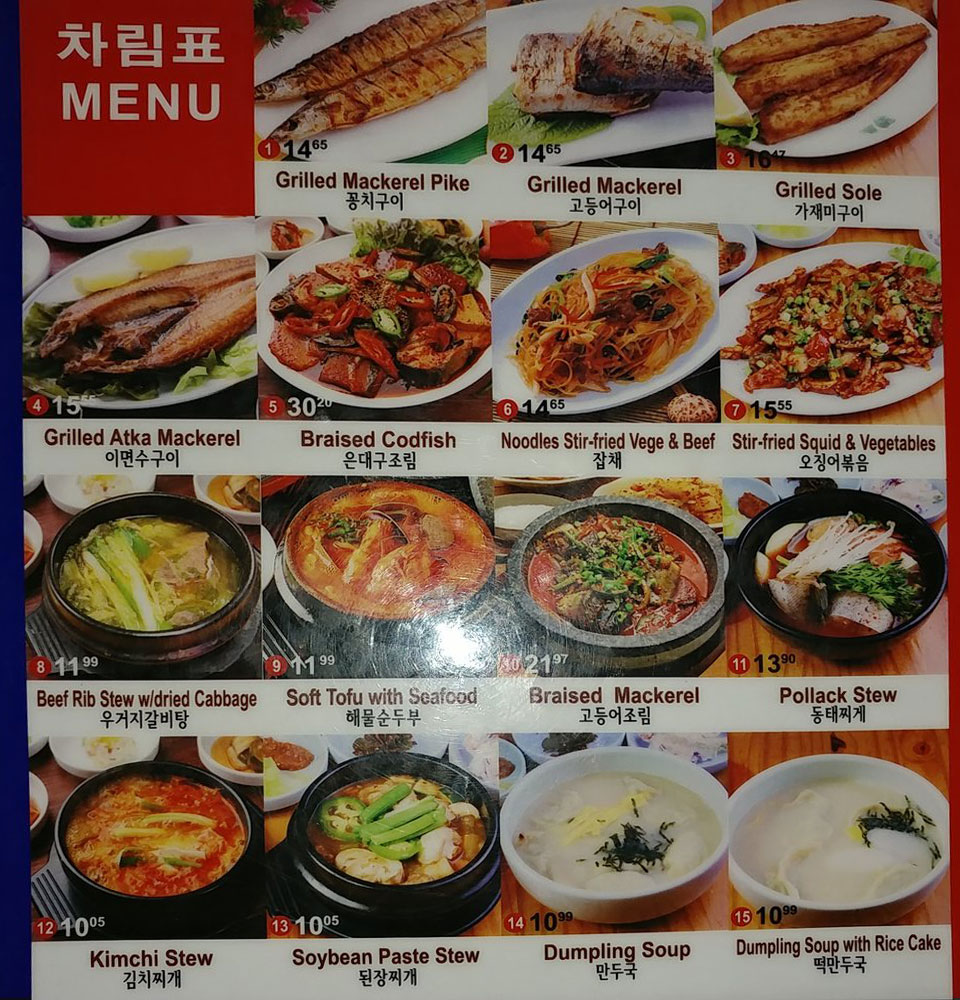 차림표
MENU
1 14 65
Grilled Mackerel Pike
꽁치구이
2 14 65
Grilled Mackerel
고등어구이
3 16 47
Grilled Sole
가재미구이
4 15 55
Grilled Atka Mackerel
이면수구이
5 30 20
Braised Codfish
은대구조림
6 14 65
Noodles Stir-fried Vege & Beef
잡채
7 15 55
Stir-fried Squid & Vegetables
오징어볶음
8 11 99
Beef Rib Stew w/dried Cabbage
우거지갈비탕
9 11 99
Soft Tofu with Seafood
해물순두부
10 21 97
Braised Mackerel
고등어조림
11 13 90
Pollack Stew
동태찌게
12 10 05
Kimchi Stew
김치찌개
13 10 05
Soybean Paste Stew
된장찌개
14 10 99
Dumpling Soup
만두국
15 10 99
Dumpling Soup with Rice Cake
떡만두국